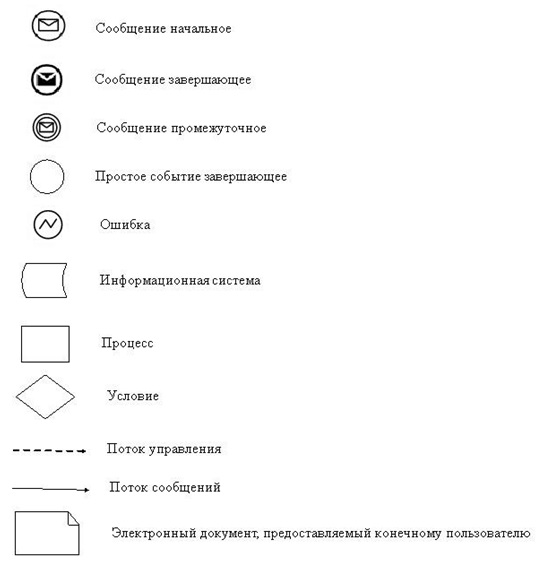 Сообщение начальное
Сообщение завершающее
Сообщение промежуточное
Простое событие завершающее
Ошибка
Информационная система
Процесс
Условие
Поток управления
Поток сообщений
Электронный документ, предоставляемый конечному пользователю